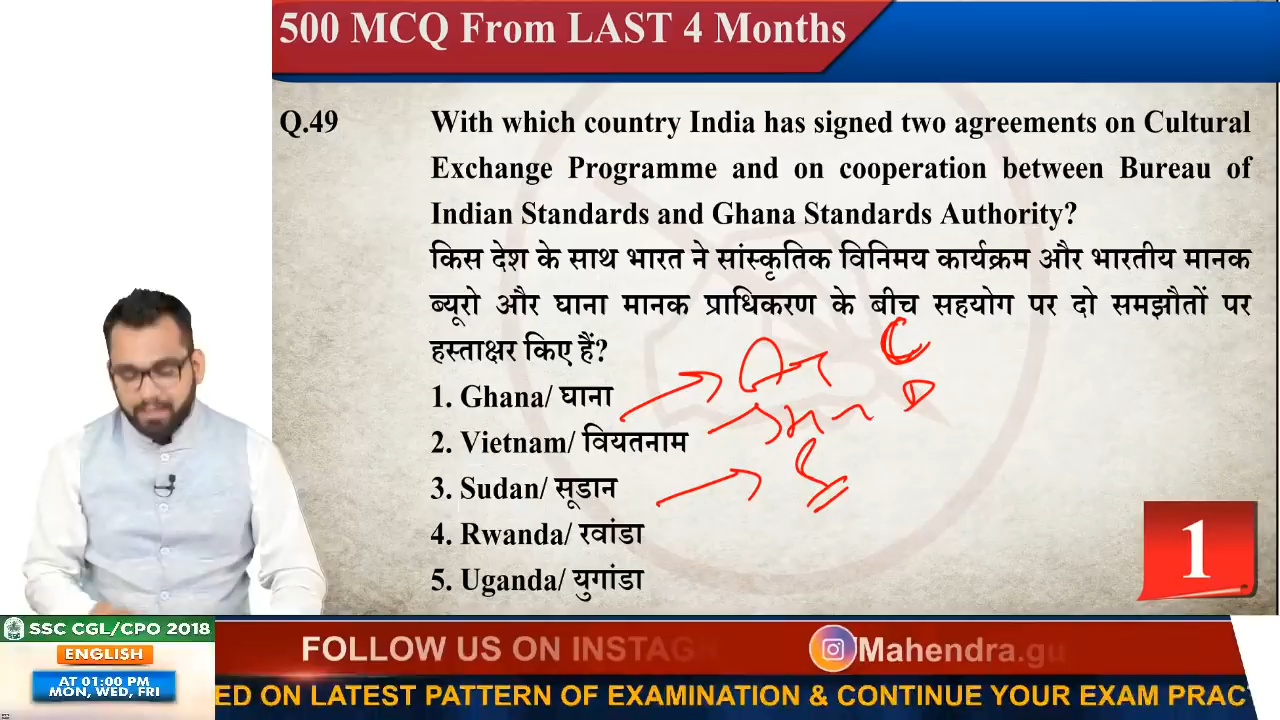 500 MCQ From LAST 4 Months
Q.49 With which country India has signed two agreements on Cultural
Exchange Programme and on cooperation between Bureau of
Indian Standards and Ghana Standards Authority?
किस देश के साथ भारत ने सांस्कृतिक विनिमय कार्यक्रम और भारतीय मानक
ब्यूरो और घाना मानक प्राधिकरण के बीच सहयोग पर दो समझौतों पर
हस्ताक्षर किए हैं?
1. Ghana/ घाना
2. Vietnam/ वियतनाम
3. Sudan/ सूडान
4. Rwanda/ रवांडा
5. Uganda/ युगांडा
C
D
1
SSC CGL/CPO 2018
ENGLISH
AT 01:00 PM
MON, WED, FRI
FOLLOW US ON INSTAG
/Mahendra.gu
ED ON LATEST PATTERN OF EXAMINATION & CONTINUE YOUR EXAM PRACT